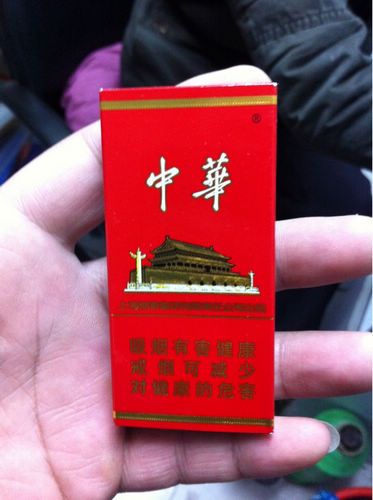 中華
®
吸烟有害健康
戒烟可减少
对健康的危害